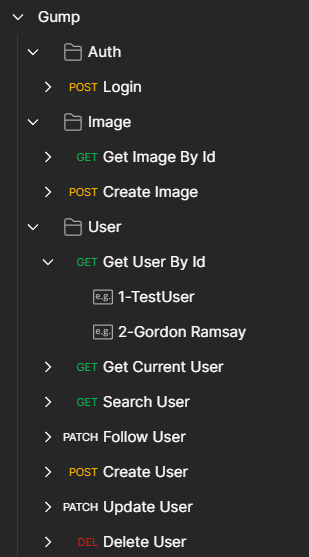 Gump
Auth
POST Login
Image
GET Get Image By Id
POST Create Image
User
GET Get User By Id
e.g. 1-TestUser
e.g. 2-Gordon Ramsay
GET Get Current User
GET Search User
PATCH Follow User
POST Create User
PATCH Update User
DEL Delete User